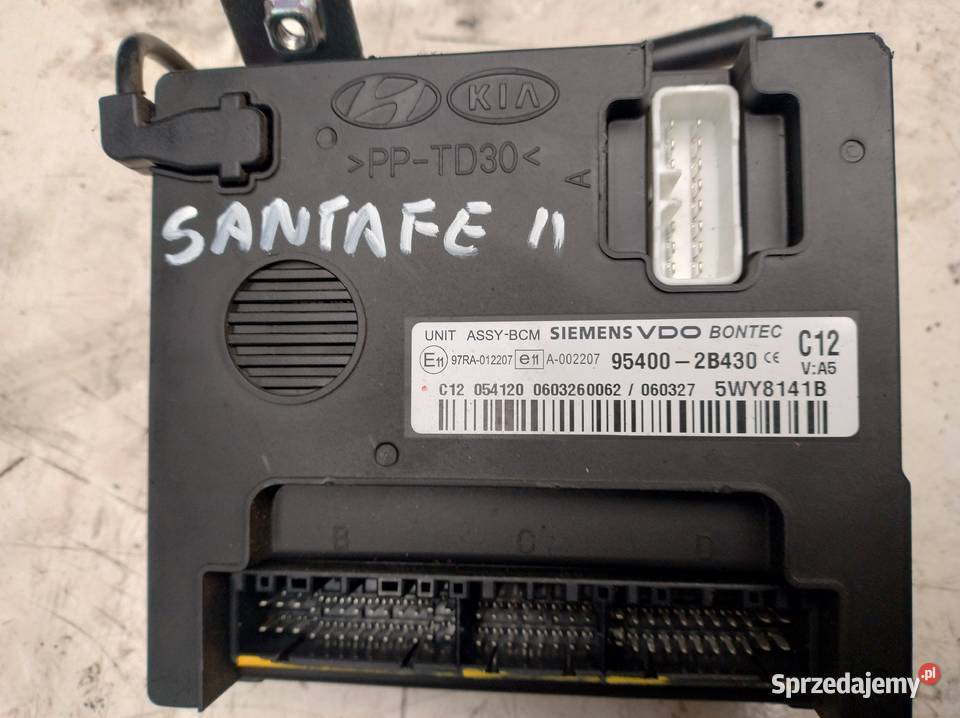 KIA
>PP-TD30<
A
SANTAFE II
UNIT ASSY-BCM SIEMENS VDO BONTEC C12
E11 97RA-012207 e11 A-002207 95400-2B430 CE V:A5
C12 054120 0603260062/060327 5WY8141B
B C D
Sprzedajemy.pl